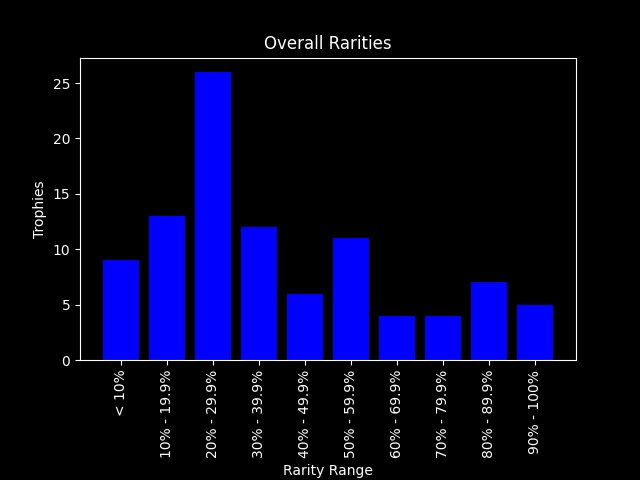 Overall Rarities
Trophies
25
20
15
10
5
0
< 10%
10% - 19.9%
20% - 29.9%
30% - 39.9%
40% - 49.9%
50% - 59.9%
60% - 69.9%
70% - 79.9%
80% - 89.9%
90% - 100%
Rarity Range